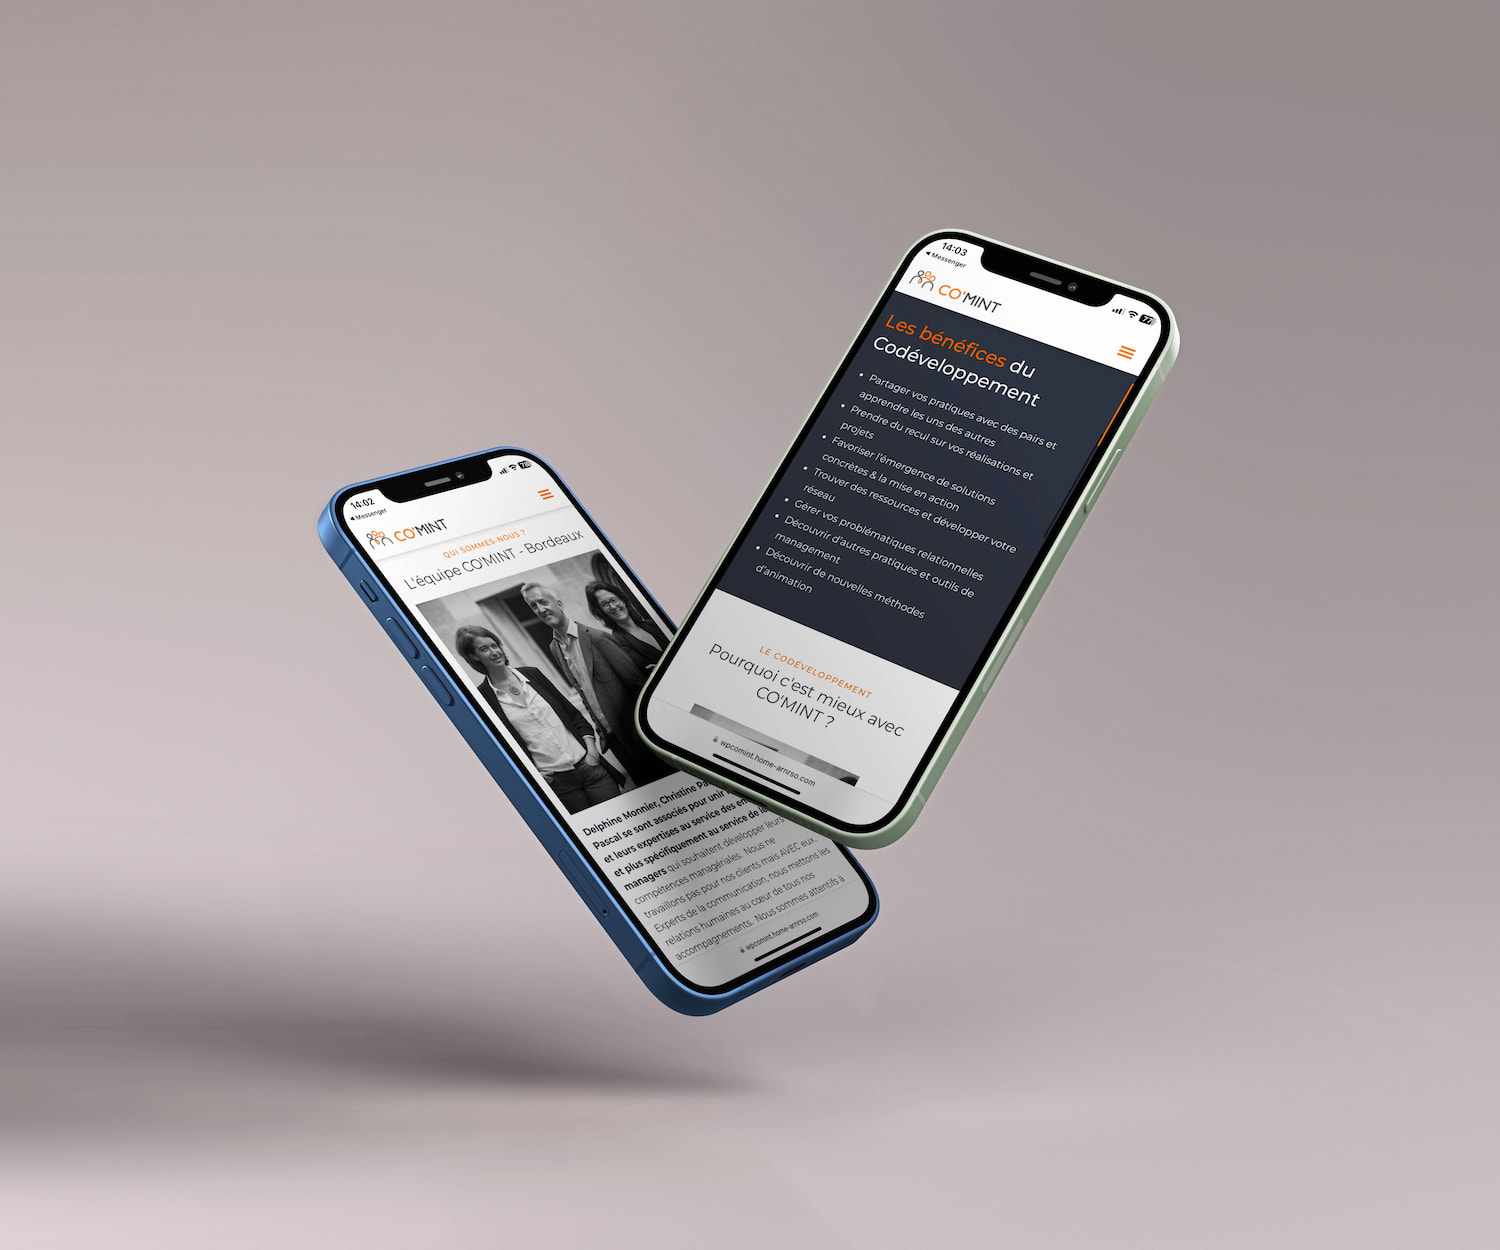 14:02
◀ Messenger
78
CO'MINT
QUI SOMMES-NOUS ?
L'équipe CO'MINT - Bordeaux
Delphine Monnier, Christine
Pascal se sont associés pour unir
et leurs expertises au service des
et plus spécifiquement au service de
managers qui souhaitent développer leurs
compétences managériales. Nous ne
travaillons pas pour nos clients mais AVEC eux.
Experts de la communication, nous mettons les
relations humaines au cœur de tous nos
accompagnements. Nous sommes attentifs à
wpcomint.home-arnrso.com
14:03
◀ Messenger
77
CO'MINT
Les bénéfices du
Codéveloppement
• Partager vos pratiques avec des pairs et
apprendre les uns des autres
• Prendre du recul sur vos réalisations et
projets
• Favoriser l'émergence de solutions
concrètes & la mise en action
• Trouver des ressources et développer votre
réseau
• Gérer vos problématiques relationnelles
• Découvrir d'autres pratiques et outils de
management
• Découvrir de nouvelles méthodes
d'animation
LE CODÉVELOPPEMENT
Pourquoi c'est mieux avec
CO'MINT ?
wpcomint.home-arnrso.com